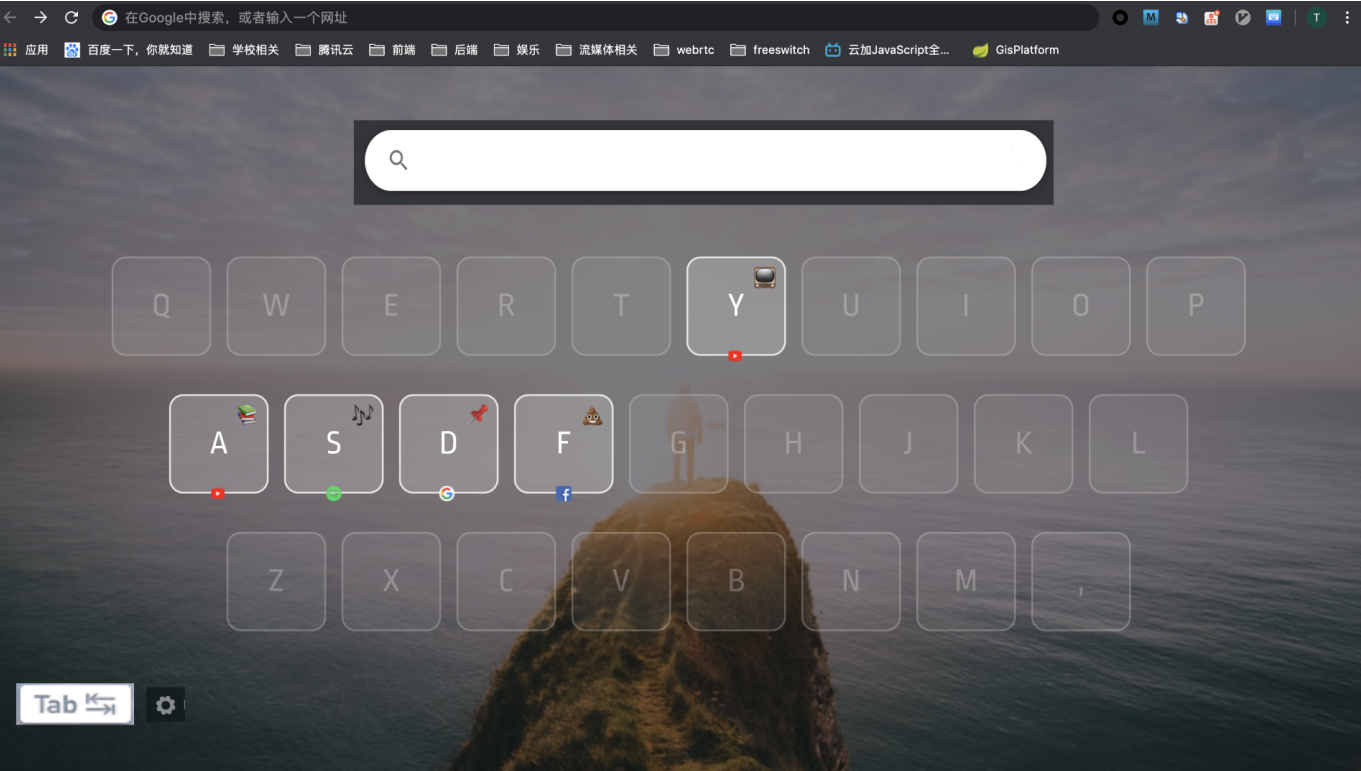 在Google中搜索，或者输入一个网址
M
T
应用 百度一下，你就知道 学校相关 腾讯云 前端 后端 娱乐 流媒体相关 webrtc freeswitch 云加JavaScript全... GisPlatform
Q W E R T Y U I O P
A S D F G H J K L
Z X C V B N M ,
Tab